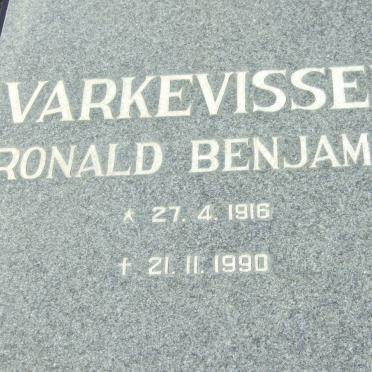 VARKEVISSE
RONALD BENJAM
* 27. 4. 1916
† 21. 11. 1990